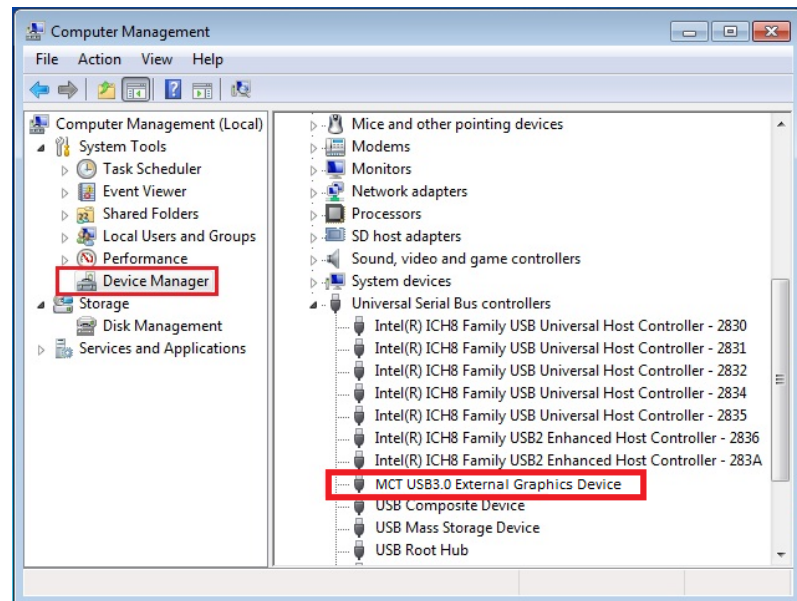 Computer Management
File Action View Help
Computer Management (Local)
System Tools
Task Scheduler
Event Viewer
Shared Folders
Local Users and Groups
Performance
Device Manager
Storage
Disk Management
Services and Applications
Mice and other pointing devices
Modems
Monitors
Network adapters
Processors
SD host adapters
Sound, video and game controllers
System devices
Universal Serial Bus controllers
Intel(R) ICH8 Family USB Universal Host Controller - 2830
Intel(R) ICH8 Family USB Universal Host Controller - 2831
Intel(R) ICH8 Family USB Universal Host Controller - 2832
Intel(R) ICH8 Family USB Universal Host Controller - 2834
Intel(R) ICH8 Family USB Universal Host Controller - 2835
Intel(R) ICH8 Family USB2 Enhanced Host Controller - 2836
Intel(R) ICH8 Family USB2 Enhanced Host Controller - 283A
MCT USB3.0 External Graphics Device
USB Composite Device
USB Mass Storage Device
USB Root Hub